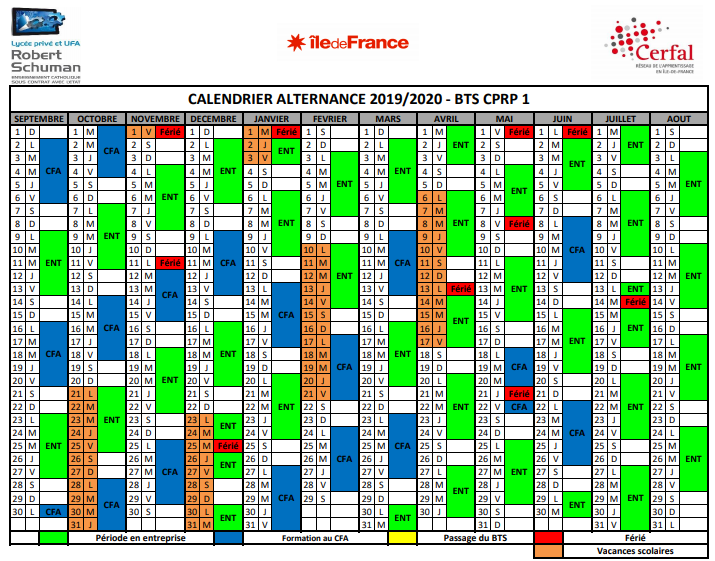 Lycée privé et UFA
Robert
Schuman
ENSEIGNEMENT CATHOLIQUE
SOUS CONTRAT AVEC L'ETAT
île de France
Cerfal
RÉSEAU DE L'APPRENTISSAGE
EN ÎLE-DE-FRANCE
CALENDRIER ALTERNANCE 2019/2020 - BTS CPRP 1
SEPTEMBRE OCTOBRE NOVEMBRE DECEMBRE JANVIER FEVRIER MARS AVRIL MAI JUIN JUILLET AOUT
1 D 1 M 1 V Férié 1 D 1 M Férié 1 S 1 D 1 M 1 V Férié 1 L Férié 1 M 1 S
2 L 2 M CFA 2 S 2 L 2 J ENT 2 D 2 L 2 J ENT 2 S 2 M 2 J ENT 2 D
3 M 3 J 3 D 3 M 3 V 3 L 3 M 3 V 3 D 3 M 3 V 3 L
4 M CFA 4 V 4 L 4 M ENT 4 S 4 M 4 M ENT 4 S 4 L 4 J ENT 4 S 4 M
5 J 5 S 5 M ENT 5 J 5 D 5 M ENT 5 J 5 D 5 M ENT 5 V 5 D 5 M ENT
6 V 6 D 6 M 6 V 6 L 6 J 6 V 6 L 6 M 6 S 6 L 6 J
7 S 7 L 7 J 7 S 7 M 7 V 7 S 7 M 7 J 7 D 7 M 7 V
8 D 8 M ENT 8 V 8 D 8 M ENT 8 S 8 D 8 M ENT 8 V Férié 8 L 8 M ENT 8 S
9 L 9 M 9 S 9 L 9 J 9 D 9 L 9 J 9 S 9 M 9 J 9 D
10 M 10 J 10 D 10 M 10 V 10 L 10 M 10 V 10 D 10 M 10 V 10 L
11 M ENT 11 V 11 L Férié 11 M CFA 11 S 11 M 11 M CFA 11 S 11 L 11 J CFA 11 S 11 M
12 J 12 S 12 M 12 J 12 D 12 M ENT 12 J 12 D 12 M ENT 12 V 12 D 12 M ENT
13 V 13 D 13 M CFA 13 V 13 L 13 J 13 V 13 L Férié 13 M 13 S 13 L ENT 13 J
14 S 14 L 14 J 14 S 14 M 14 V 14 S 14 M 14 J 14 D 14 M Férié 14 V
15 D 15 M 15 V 15 D 15 M CFA 15 S 15 D 15 M ENT 15 V 15 L 15 M ENT 15 S
16 L 16 M CFA 16 S 16 L 16 J 16 D 16 L 16 J 16 S 16 M 16 J 16 D
17 M 17 J 17 D 17 M 17 V 17 L 17 M 17 V 17 D 17 M ENT 17 V 17 L
18 M CFA 18 V 18 L 18 M ENT 18 S 18 M 18 M ENT 18 S 18 L 18 J 18 S 18 M
19 J 19 S 19 M ENT 19 J 19 D 19 M CFA 19 J 19 D 19 M CFA 19 V 19 D 19 M ENT
20 V 20 D 20 M 20 V 20 L 20 J 20 V 20 L 20 M 20 S 20 L 20 J
21 S 21 L 21 J 21 S 21 M 21 V 21 S 21 M 21 J Férié 21 D 21 M 21 V
22 D 22 M ENT 22 V 22 D 22 M ENT 22 S 22 D 22 M ENT 22 V CFA 22 L 22 M ENT 22 S
23 L 23 M 23 S 23 L ENT 23 J 23 D 23 L 23 J 23 S 23 M 23 J 23 D
24 M 24 J 24 D 24 M 24 V 24 L 24 M 24 V 24 D 24 M CFA 24 V 24 L
25 M ENT 25 V 25 L 25 M Férié 25 S 25 M 25 M CFA 25 S 25 L 25 J 25 S 25 M
26 J 26 S 26 M 26 J ENT 26 D 26 M CFA 26 J 26 D 26 M ENT 26 V 26 D 26 M ENT
27 V 27 D 27 M CFA 27 V 27 L 27 J 27 V 27 L 27 M 27 S 27 L 27 J
28 S 28 L 28 J 28 S 28 M 28 V 28 S 28 M 28 J 28 D 28 M 28 V
29 D 29 M CFA 29 V 29 D 29 M CFA 29 S 29 D 29 M ENT 29 V 29 L 29 M ENT 29 S
30 L CFA 30 M 30 S 30 L ENT 30 J 30 L ENT 30 J 30 S 30 M ENT 30 J 30 D
31 J 31 M 31 V 31 M 31 D 31 V 31 L
Période en entreprise Formation au CFA Passage du BTS Férié
Vacances scolaires